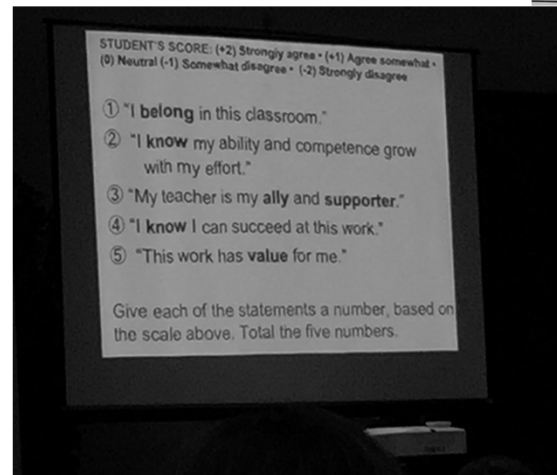 STUDENT'S SCORE: (+2) Strongly agree • (+1) Agree somewhat •
(0) Neutral (-1) Somewhat disagree • (-2) Strongly disagree
① "I belong in this classroom."
② "I know my ability and competence grow
with my effort."
③ "My teacher is my ally and supporter."
④ "I know I can succeed at this work."
⑤ "This work has value for me."
Give each of the statements a number, based on
the scale above. Total the five numbers.